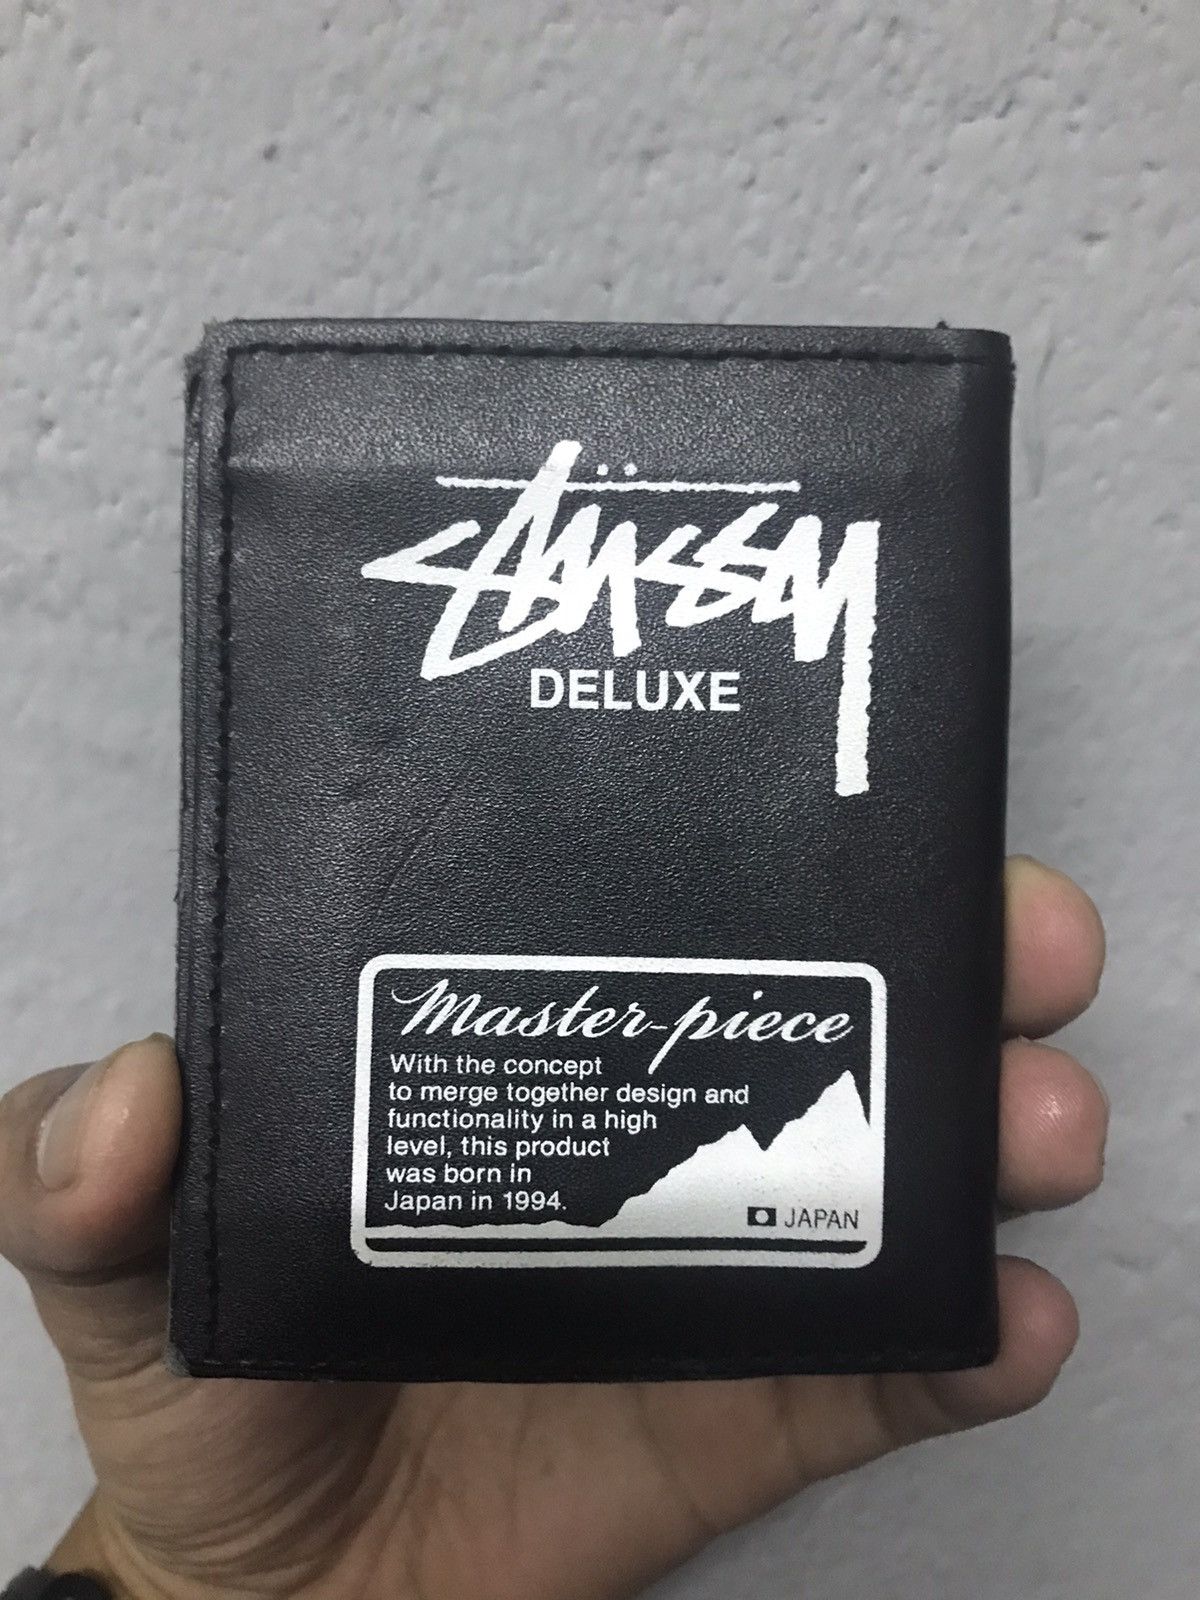 Stüssy
DELUXE
Master-piece
With the concept
to merge together design and
functionality in a high
level, this product
was born in
Japan in 1994.
JAPAN